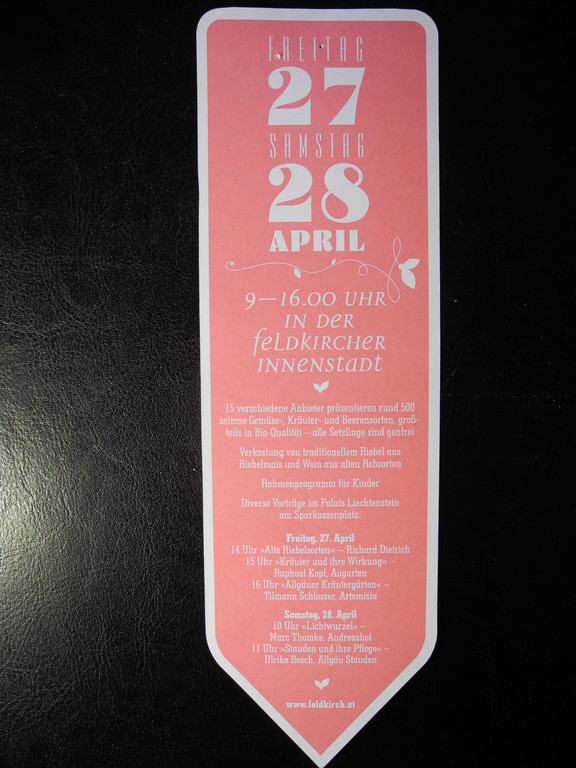 FREITAG
27
SAMSTAG
28
APRIL
9—16.00 UHR
IN DER
FELDKIRCHER
INNENSTADT
15 verschiedene Anbieter präsentieren rund 500
seltene Gemüse-, Kräuter- und Beerensorten, groß-
teils in Bio-Qualität – alle Setzlinge sind genfrei
Verkostung von traditionellem Riebel aus
Riebelmais und Wein aus alten Rebsorten
Rahmenprogramm für Kinder
Diverse Vorträge im Palais Liechtenstein
am Sparkassenplatz:
Freitag, 27. April
14 Uhr »Alte Riebelsorten« – Richard Dietrich
15 Uhr »Kräuter und ihre Wirkung« –
Raphael Kopf, Augarten
16 Uhr »Allgäuer Kräutergärten« –
Tilmann Schlosser, Artemisia
Samstag, 28. April
10 Uhr »Lichtwurzel« –
Marc Thomke, Andreashof
11 Uhr »Stauden und ihre Pflege« –
Ulrike Bosch, Allgäu Stauden
www.feldkirch.at